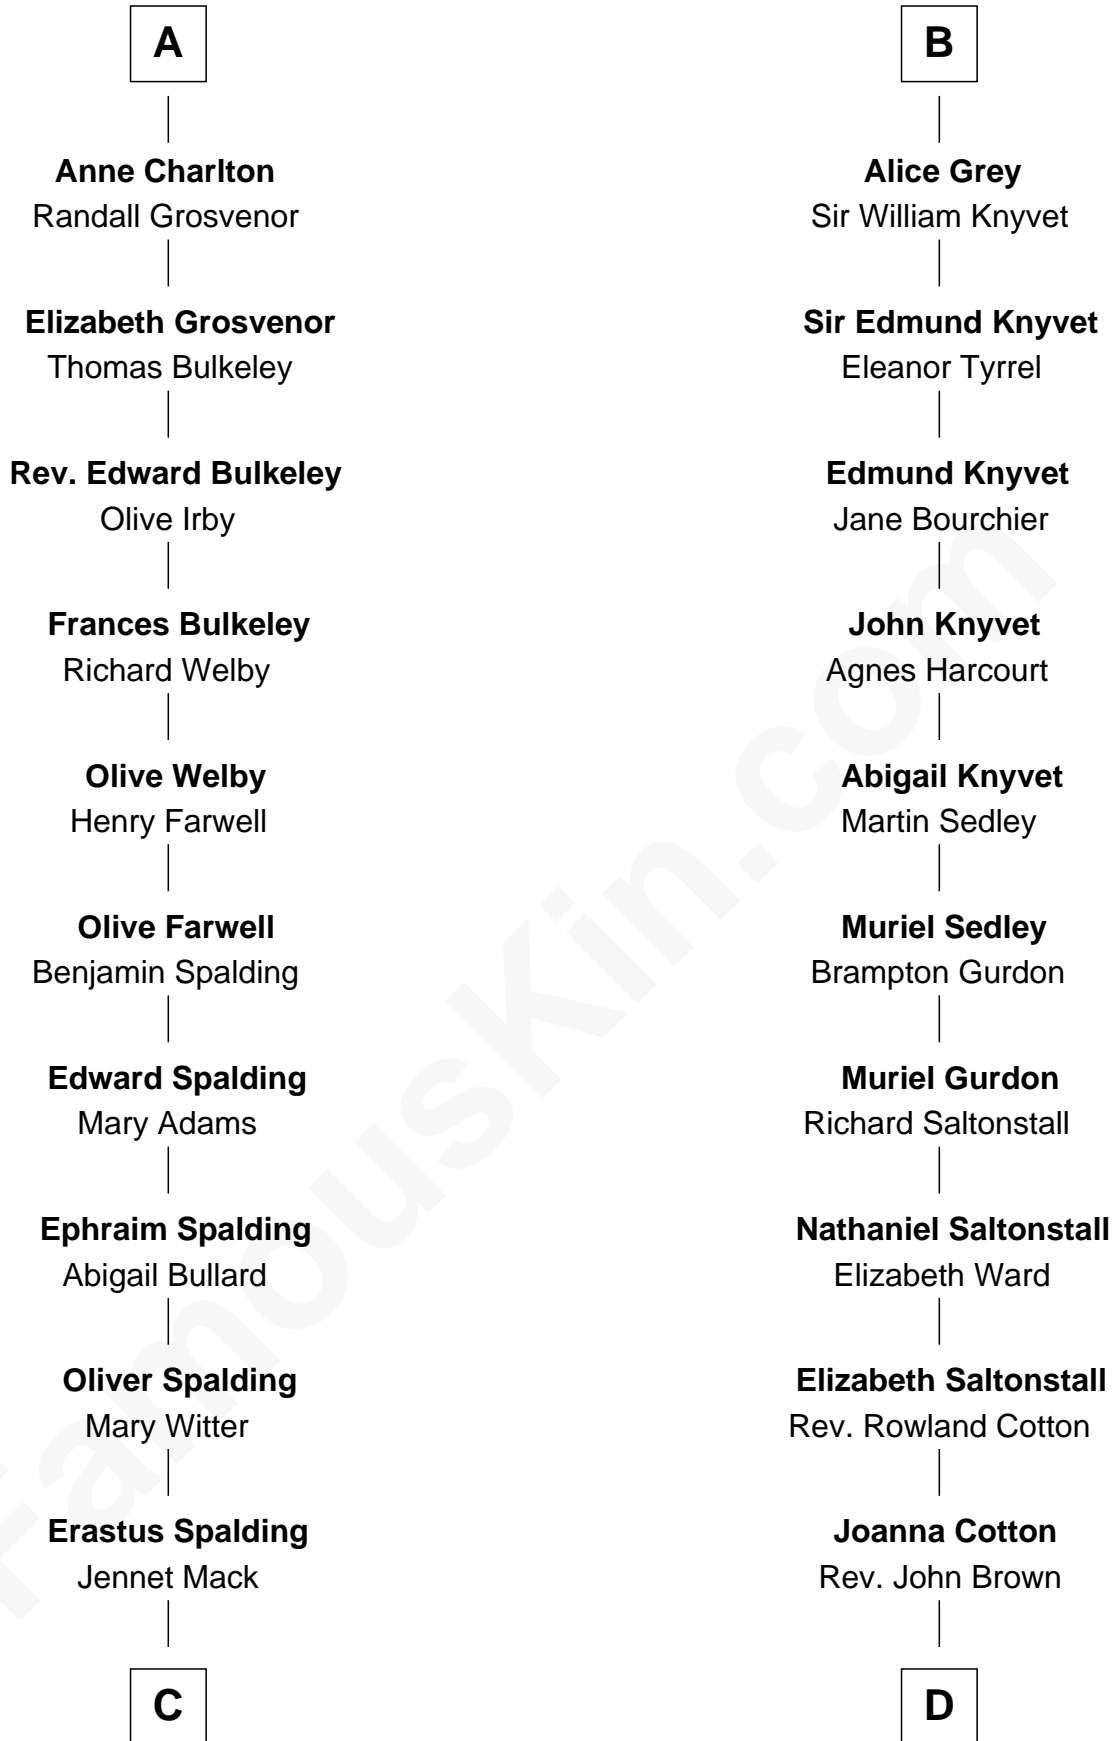 A
Anne Charlton
Randall Grosvenor
Elizabeth Grosvenor
Thomas Bulkeley
Rev. Edward Bulkeley
Olive Irby
Frances Bulkeley
Richard Welby
Olive Welby
Henry Farwell
Olive Farwell
Benjamin Spalding
Edward Spalding
Mary Adams
Ephraim Spalding
Abigail Bullard
Oliver Spalding
Mary Witter
Erastus Spalding
Jennet Mack
C
B
Alice Grey
Sir William Knyvet
Sir Edmund Knyvet
Eleanor Tyrrel
Edmund Knyvet
Jane Bourchier
John Knyvet
Agnes Harcourt
Abigail Knyvet
Martin Sedley
Muriel Sedley
Brampton Gurdon
Muriel Gurdon
Richard Saltonstall
Nathaniel Saltonstall
Elizabeth Ward
Elizabeth Saltonstall
Rev. Rowland Cotton
Joanna Cotton
Rev. John Brown
D
FamousKin.com